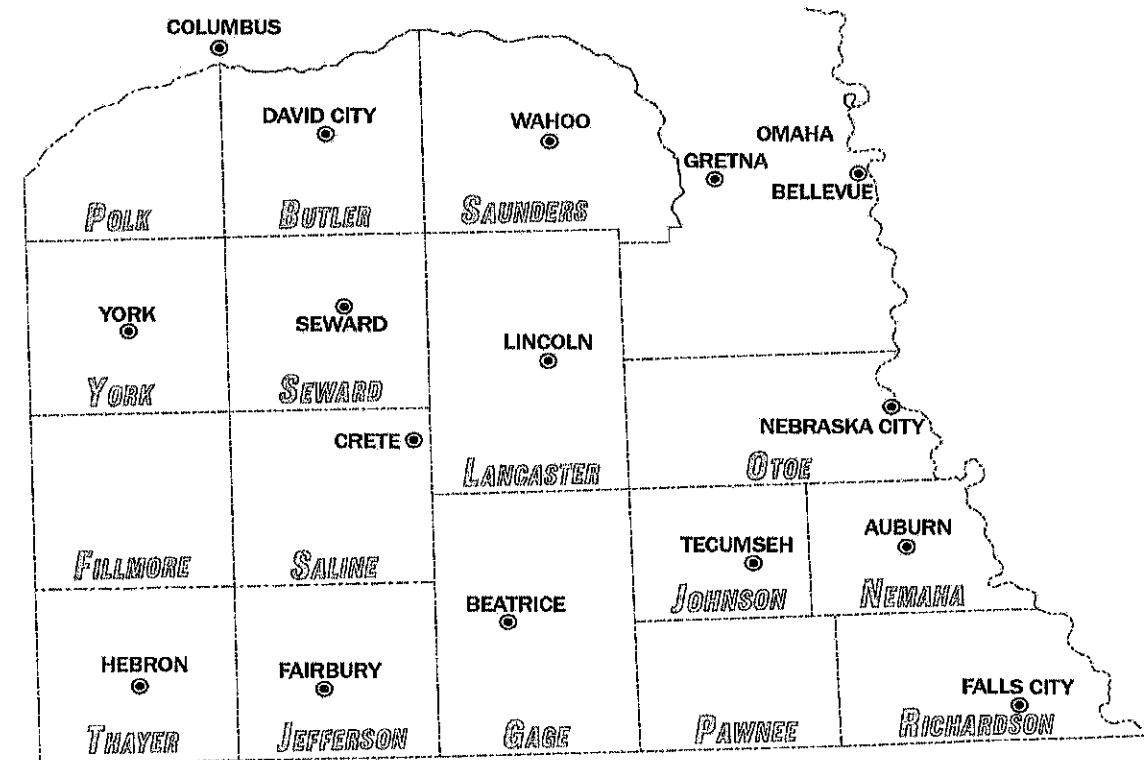 COLUMBUS
DAVID CITY
WAHOO
OMAHA
GRETNA
BELLEVUE
POLK
BUTLER
SAUNDERS
YORK
SEWARD
LINCOLN
YORK
SEWARD
CRETE
NEBRASKA CITY
LANCASTER
OTOE
TECUMSEH
AUBURN
FILLMORE
SALINE
BEATRICE
JOHNSON
NEMAHA
HEBRON
FAIRBURY
FALLS CITY
THAYER
JEFFERSON
GAGE
PAWNEE
RICHARDSON